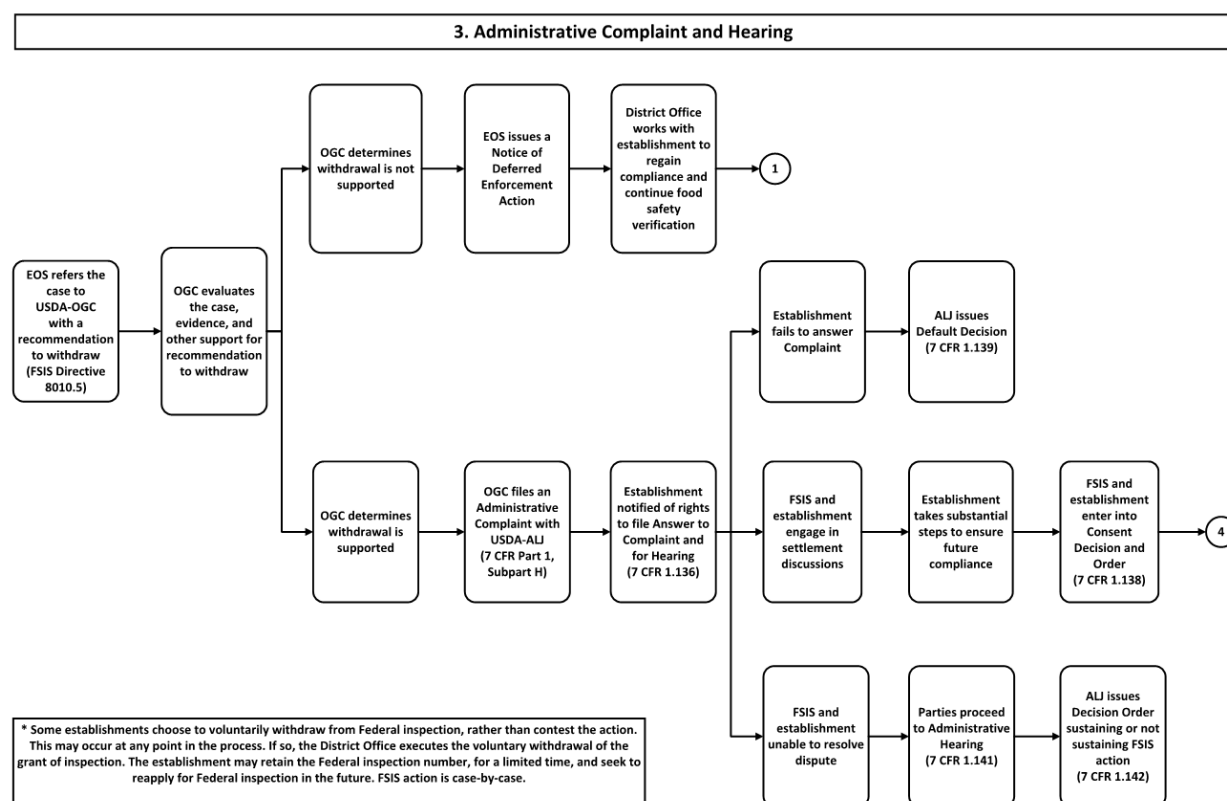 3. Administrative Complaint and Hearing
OGC determines
withdrawal is not
supported
EOS issues a
Notice of
Deferred
Enforcement
Action
District Office
works with
establishment to
regain
compliance and
continue food
safety
verification
1
EOS refers the
case to
USDA-OGC
with a
recommendation
to withdraw
(FSIS Directive
8010.5)
OGC evaluates
the case,
evidence, and
other support for
recommendation
to withdraw
Establishment
fails to answer
Complaint
ALJ issues
Default Decision
(7 CFR 1.139)
OGC determines
withdrawal is
supported
OGC files an
Administrative
Complaint with
USDA-ALJ
(7 CFR Part 1,
Subpart H)
Establishment
notified of rights
to file Answer to
Complaint and
for Hearing
(7 CFR 1.136)
FSIS and
establishment
engage in
settlement
discussions
Establishment
takes substantial
steps to ensure
future
compliance
FSIS and
establishment
enter into
Consent
Decision and
Order
(7 CFR 1.138)
4
FSIS and
establishment
unable to resolve
dispute
Parties proceed
to Administrative
Hearing
(7 CFR 1.141)
ALJ issues
Decision Order
sustaining or not
sustaining FSIS
action
(7 CFR 1.142)
* Some establishments choose to voluntarily withdraw from Federal inspection, rather than contest the action.
This may occur at any point in the process. If so, the District Office executes the voluntary withdrawal of the
grant of inspection. The establishment may retain the Federal inspection number, for a limited time, and seek to
reapply for Federal inspection in the future. FSIS action is case-by-case.